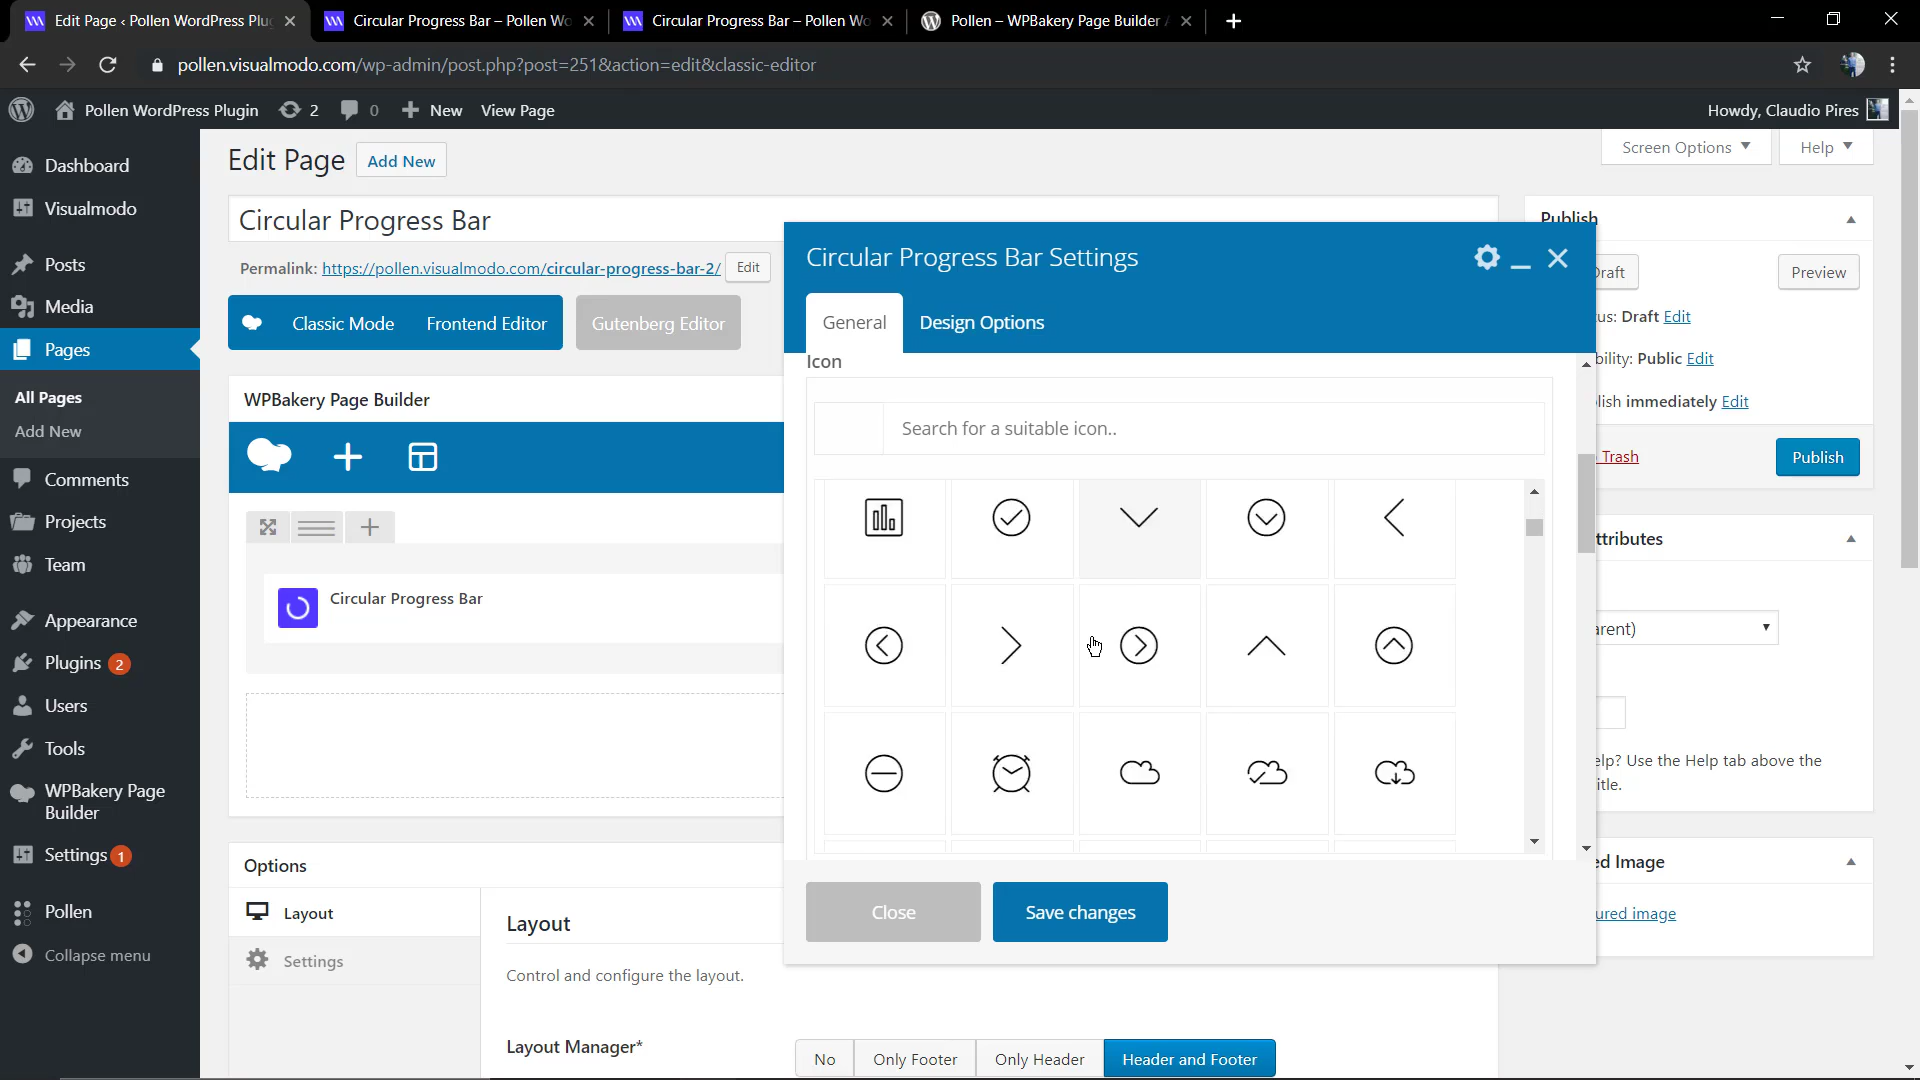 Edit Page ‹ Pollen WordPress Plug
Circular Progress Bar – Pollen Wo
Circular Progress Bar – Pollen Wo
Pollen – WPBakery Page Builder A
pollen.visualmodo.com/wp-admin/post.php?post=251&action=edit&classic-editor
Pollen WordPress Plugin
2
0
New
View Page
Howdy, Claudio Pires
Dashboard
Visualmodo
Posts
Media
Pages
All Pages
Add New
Comments
Projects
Team
Appearance
Plugins 2
Users
Tools
WPBakery Page
Builder
Settings 1
Pollen
Collapse menu
Edit Page
Add New
Screen Options
Help
Circular Progress Bar
Permalink: https://pollen.visualmodo.com/circular-progress-bar-2/
Edit
Classic Mode
Frontend Editor
Gutenberg Editor
WPBakery Page Builder
Circular Progress Bar
Options
Layout
Settings
Layout
Control and configure the layout.
Layout Manager*
No
Only Footer
Only Header
Header and Footer
Circular Progress Bar Settings
General
Design Options
Icon
Search for a suitable icon..
Close
Save changes
Publish
Draft
Preview
us: Draft Edit
bility: Public Edit
lish immediately Edit
Trash
Publish
ttributes
arent)
elp? Use the Help tab above the
itle.
ed Image
ured image